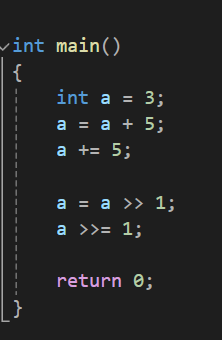 int main()
{
    int a = 3;
    a = a + 5;
    a += 5;

    a = a >> 1;
    a >>= 1;

    return 0;
}